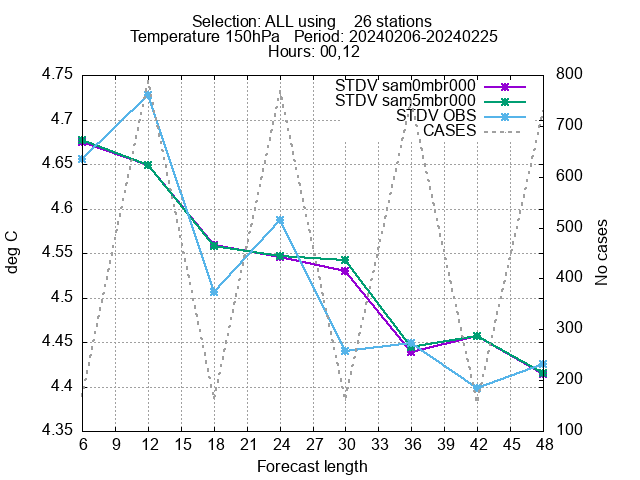 Selection: ALL using    26 stations
Temperature 150hPa   Period: 20240206-20240225
Hours: 00,12
STDV sam0mbr000
STDV sam5mbr000
STDV OBS
CASES
deg C
4.75
4.7
4.65
4.6
4.55
4.5
4.45
4.4
4.35
800
700
600
500
400
300
200
100
No cases
6 9 12 15 18 21 24 27 30 33 36 39 42 45 48
Forecast length